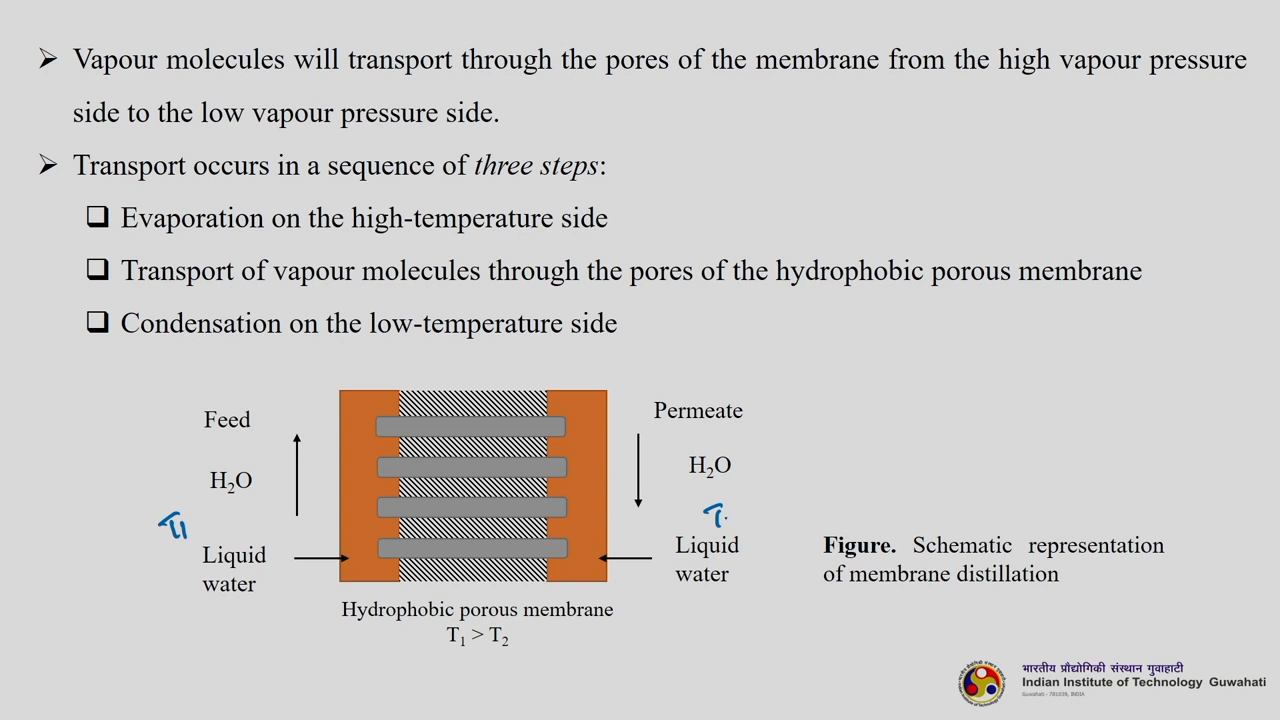 Vapour molecules will transport through the pores of the membrane from the high vapour pressure
side to the low vapour pressure side.
Transport occurs in a sequence of three steps:
Evaporation on the high-temperature side
Transport of vapour molecules through the pores of the hydrophobic porous membrane
Condensation on the low-temperature side
Feed
H₂O
T1
Liquid
water
Permeate
H₂O
T
Liquid
water
Hydrophobic porous membrane
T₁ > T₂
Figure. Schematic representation
of membrane distillation
भारतीय प्रौद्योगिकी संस्थान गुवाहाटी
Indian Institute of Technology Guwahati
Guwahati - 781039, INDIA